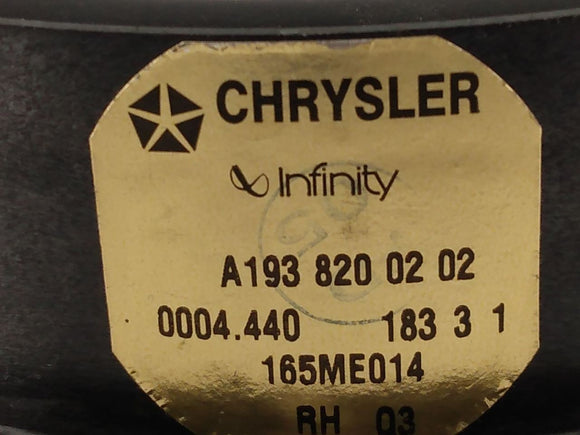 CHRYSLER
Infinity
A193 820 02 02
0004.440 183 3 1
165ME014
RH 03